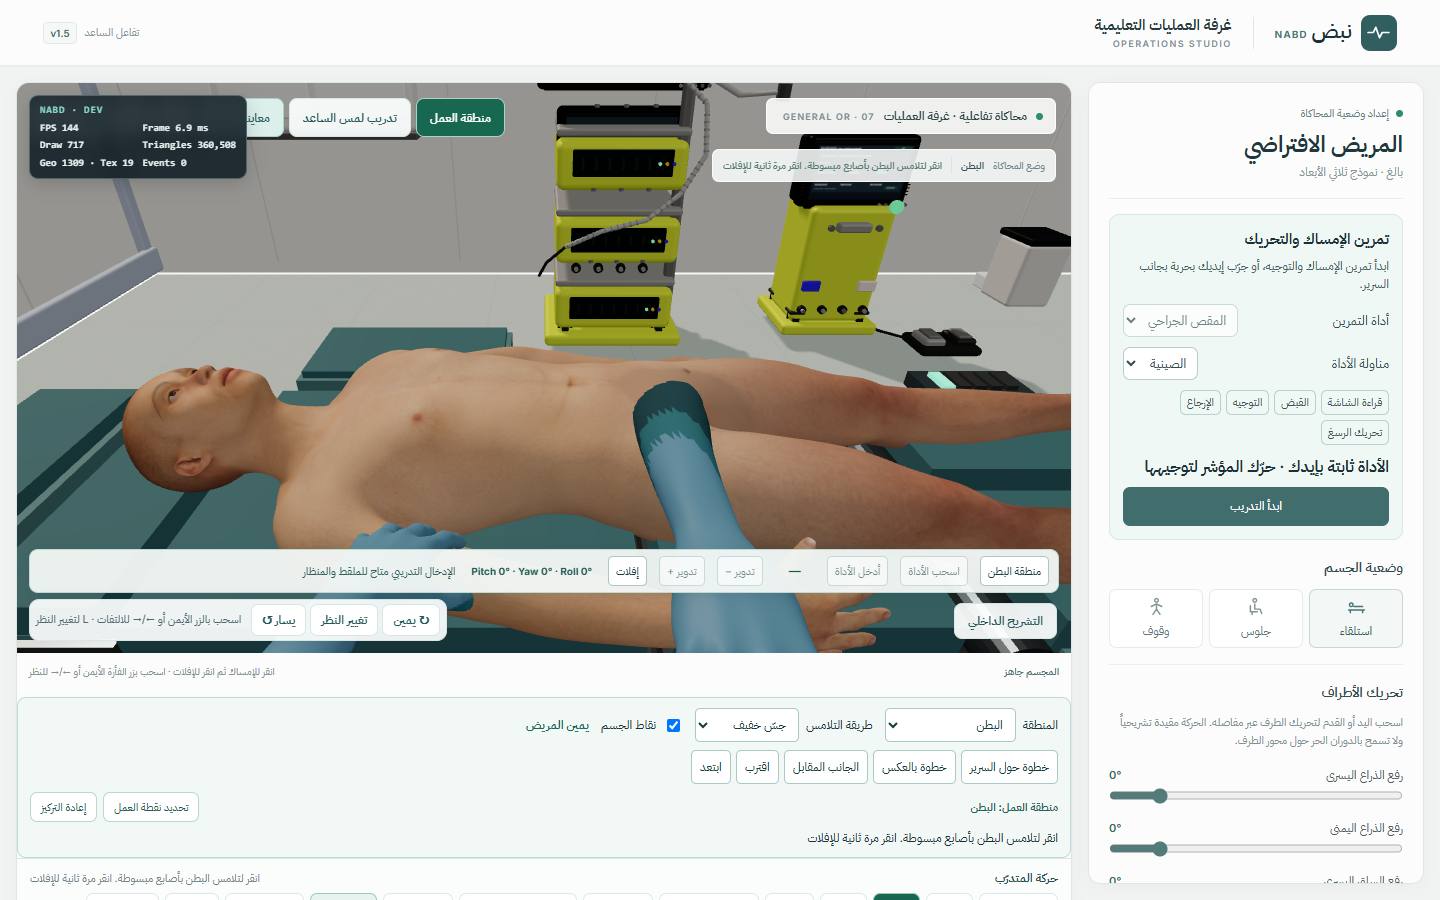 نبض NABD
غرفة العمليات التعليمية
OPERATIONS STUDIO
تفاعل الساعد
v1.5
إعداد وضعية المحاكاة
المريض الافتراضي
بالغ · نموذج ثلاثي الأبعاد
تمرين الإمساك والتحريك
ابدأ تمرين الإمساك والتوجيه، أو جرّب إيديك بحرية بجانب
السرير.
أداة التمرين
المقص الجراحي
مناولة الأداة
الصينية
قراءة الشاشة
القبض
التوجيه
الإرجاع
تحريك الرسغ
الأداة ثابتة بإيدك · حرّك المؤشر لتوجيهها
ابدأ التدريب
وضعية الجسم
استلقاء
جلوس
وقوف
تحريك الأطراف
اسحب اليد أو القدم لتحريك الطرف عبر مفاصله. الحركة مقيدة تشريحياً
ولا تسمح بالدوران الحر حول محور الطرف.
رفع الذراع اليسرى
0°
رفع الذراع اليمنى
0°
رفع الساق اليسرى
0°
محاكاة تفاعلية · غرفة العمليات GENERAL OR · 07
وضع المحاكاة البطن انقر لتلامس البطن بأصابع مبسوطة. انقر مرة ثانية للإفلات
منطقة العمل
تدريب لمس الساعد
NABD · DEV
FPS 144 Frame 6.9 ms
Draw 717 Triangles 360,508
Geo 1309 · Tex 19 Events 0
منطقة البطن
أدخل الأداة
اسحب الأداة
—
تدوير −
تدوير +
إفلات
Pitch 0° · Yaw 0° · Roll 0°
الإدخال التدريبي متاح للملقط والمنظار
التشريح الداخلي
↻ يمين
تغيير النظر
يسار ↺
اسحب بالزر الأيمن أو ←/→ للالتفات · L لتغيير النظر
المجسم جاهز
انقر للإمساك ثم انقر للإفلات · اسحب بزر الفأرة الأيمن أو ←/→ للنظر
المنطقة
البطن
طريقة التلامس
جسّ خفيف
نقاط الجسم
يمين المريض
خطوة حول السرير
خطوة بالعكس
الجانب المقابل
اقترب
ابتعد
منطقة العمل: البطن
تحديد نقطة العمل
إعادة التركيز
انقر لتلامس البطن بأصابع مبسوطة. انقر مرة ثانية للإفلات
حركة المتدرّب
انقر لتلامس البطن بأصابع مبسوطة. انقر مرة ثانية للإفلات